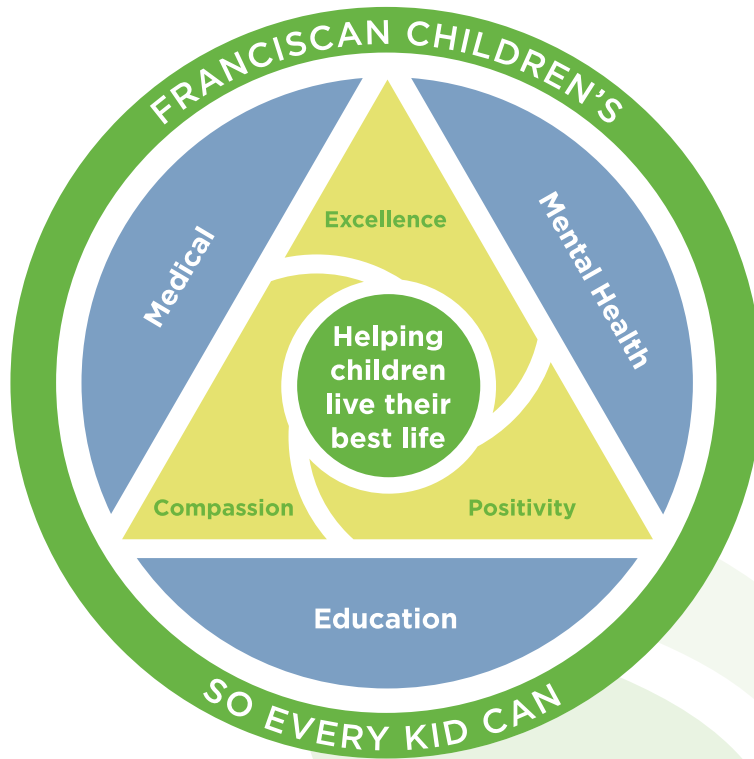 FRANCISCAN CHILDREN'S
Medical
Mental Health
Excellence
Helping
children
live their
best life
Compassion
Positivity
Education
SO EVERY KID CAN